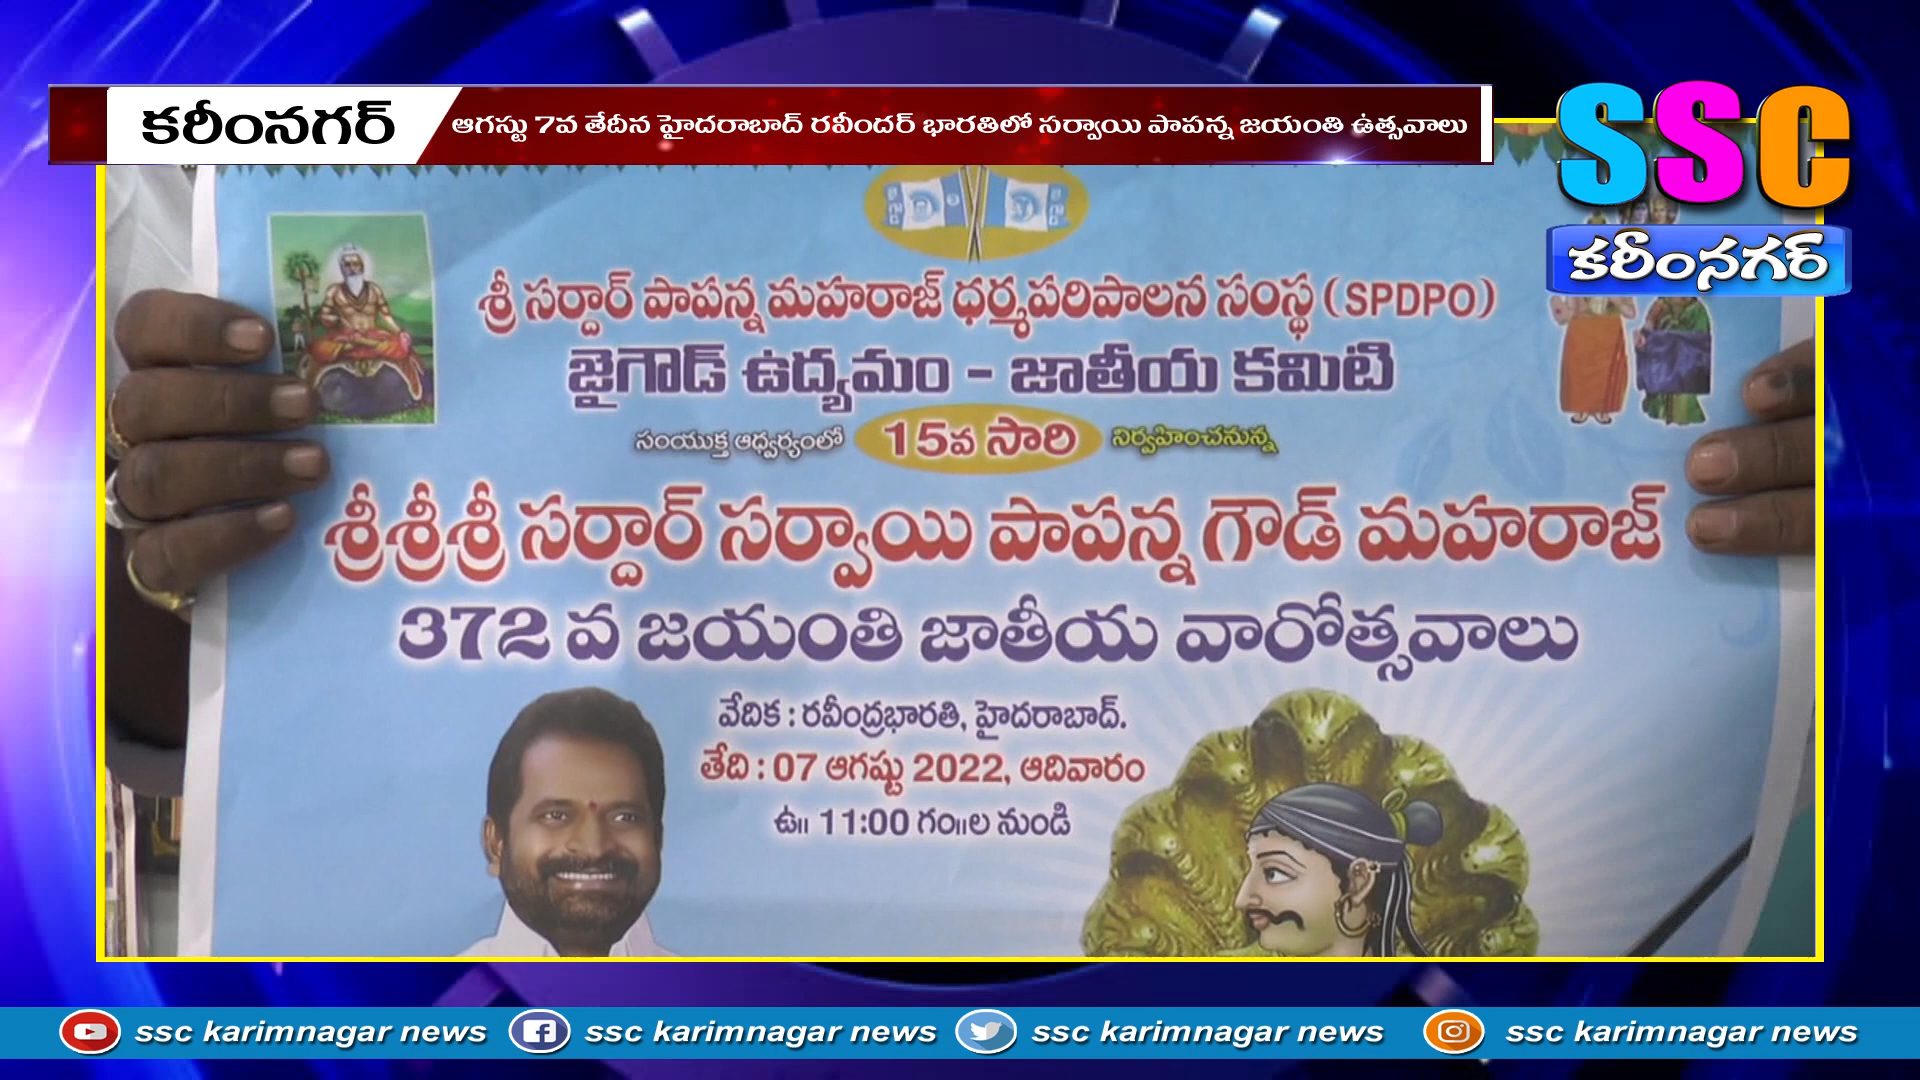 కరీంనగర్
ఆగస్టు 7వ తేదీన హైదరాబాద్ రవీందర్ భారతిలో సర్వాయి పాపన్న జయంతి ఉత్సవాలు
SSC
కరీంనగర్
శ్రీ సర్దార్ పాపన్న మహరాజ్ ధర్మపరిపాలన సంస్థ (SPDPO)
జైగౌడ్ ఉద్యమం - జాతీయ కమిటి
సంయుక్త ఆధ్వర్యంలో 15వ సారి నిర్వహించనున్న
శ్రీశ్రీశ్రీ సర్దార్ సర్వాయి పాపన్న గౌడ్ మహరాజ్
372 వ జయంతి జాతీయ వారోత్సవాలు
వేదిక : రవీంద్రభారతి, హైదరాబాద్.
తేది : 07 ఆగష్టు 2022, ఆదివారం
ఉ॥ 11:00 గం॥ల నుండి
ssc karimnagar news ssc karimnagar news ssc karimnagar news ssc karimnagar news